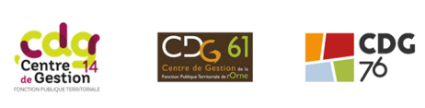 cdg
Centre 14
de Gestion
FONCTION PUBLIQUE TERRITORIALE
CDG 61
Centre de Gestion de la
Fonction Publique Territoriale de l'Orne
CDG
76